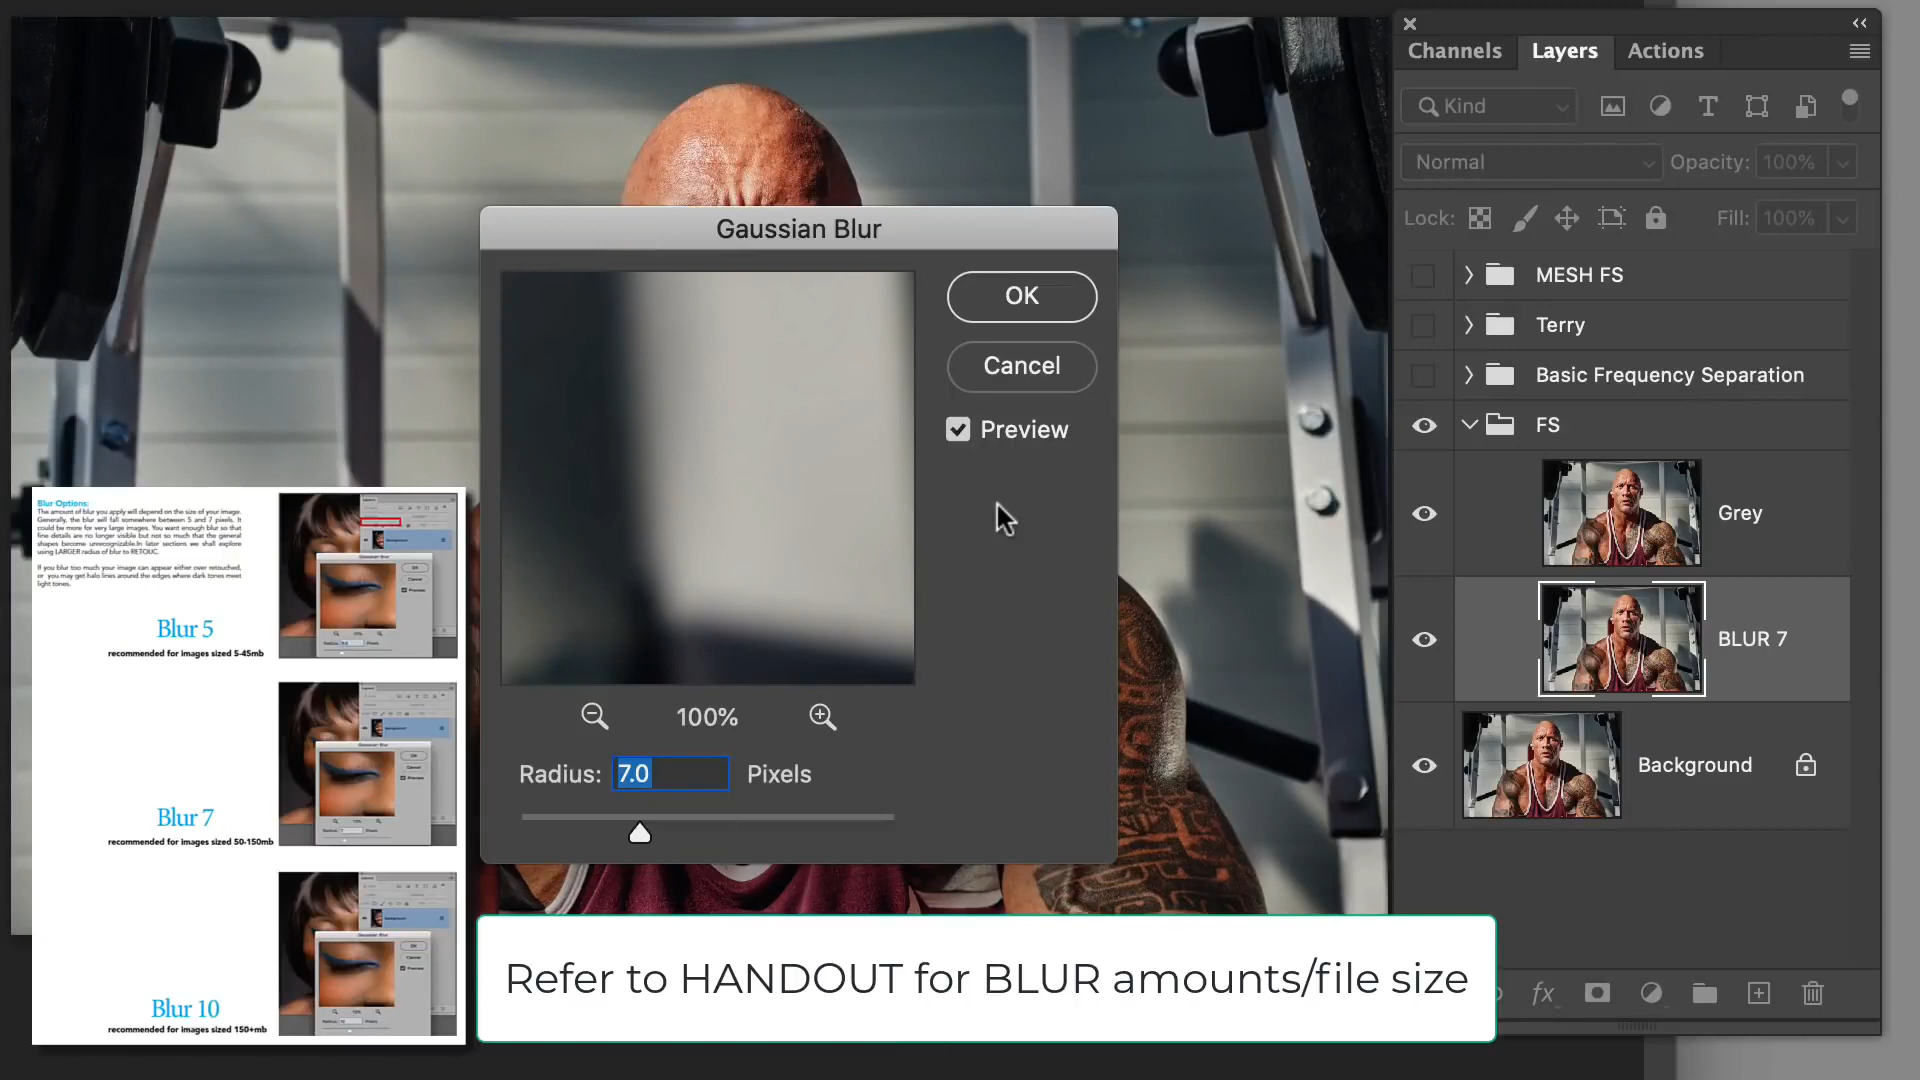 Channels
Layers
Actions
Kind
Normal
Opacity: 100%
Lock:
Fill: 100%
MESH FS
Terry
Basic Frequency Separation
FS
Grey
BLUR 7
Background
Gaussian Blur
OK
Cancel
Preview
100%
Radius: 7.0 Pixels
Blur Options:
The amount of blur you apply will depend on the size of your image.
Generally, the blur will fall somewhere between 5 and 7 pixels. It
could be more for very large images. You want enough blur so that
fine details are no longer visible but not so much that the general
shapes become unrecognizable.In later sections we shall explore
using LARGER radius of blur to RETOUC.
If you blur too much your image can appear either over retouched,
or you may get halo lines around the edges where dark tones meet
light tones.
Blur 5
recommended for images sized 5-45mb
Blur 7
recommended for images sized 50-150mb
Blur 10
recommended for images sized 150+mb
Refer to HANDOUT for BLUR amounts/file size
fx